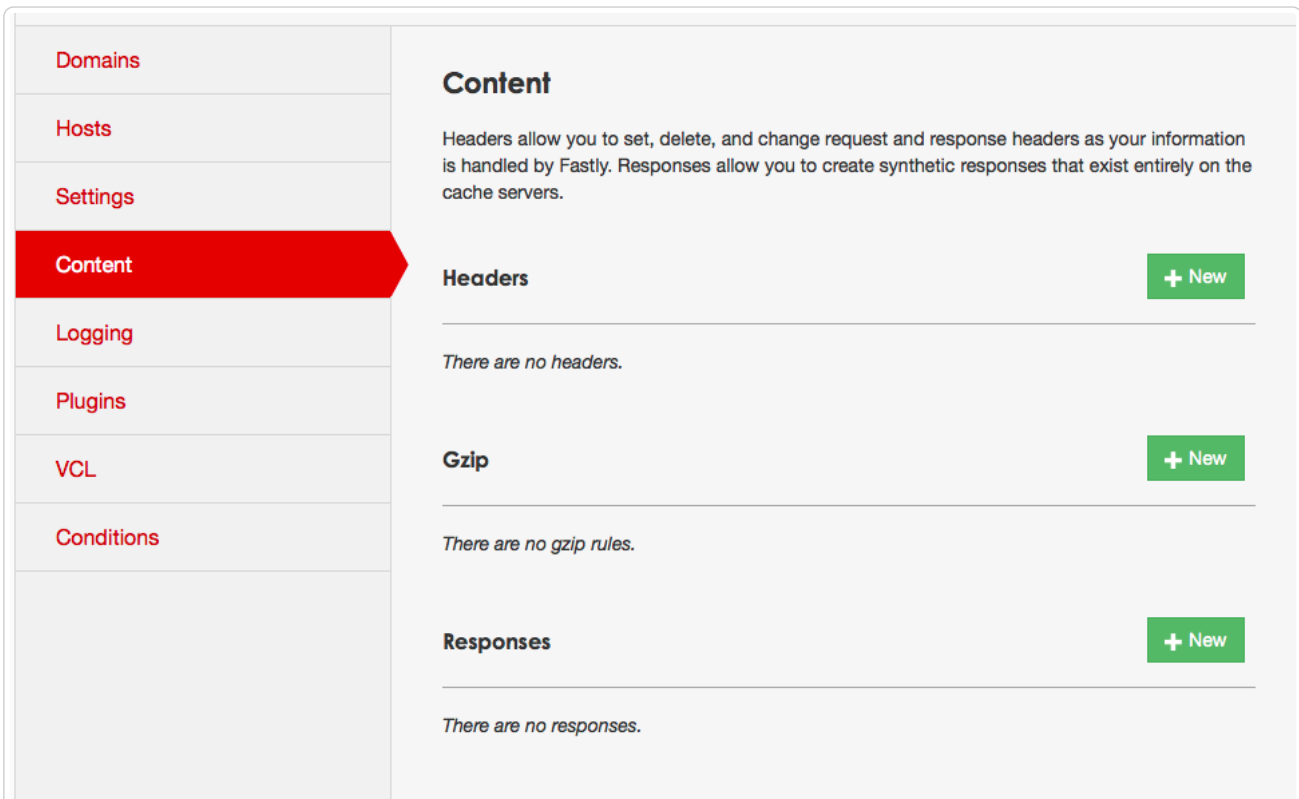 Domains
Hosts
Settings
Content
Logging
Plugins
VCL
Conditions
Content
Headers allow you to set, delete, and change request and response headers as your information
is handled by Fastly. Responses allow you to create synthetic responses that exist entirely on the
cache servers.
Headers
+ New
There are no headers.
Gzip
+ New
There are no gzip rules.
Responses
+ New
There are no responses.